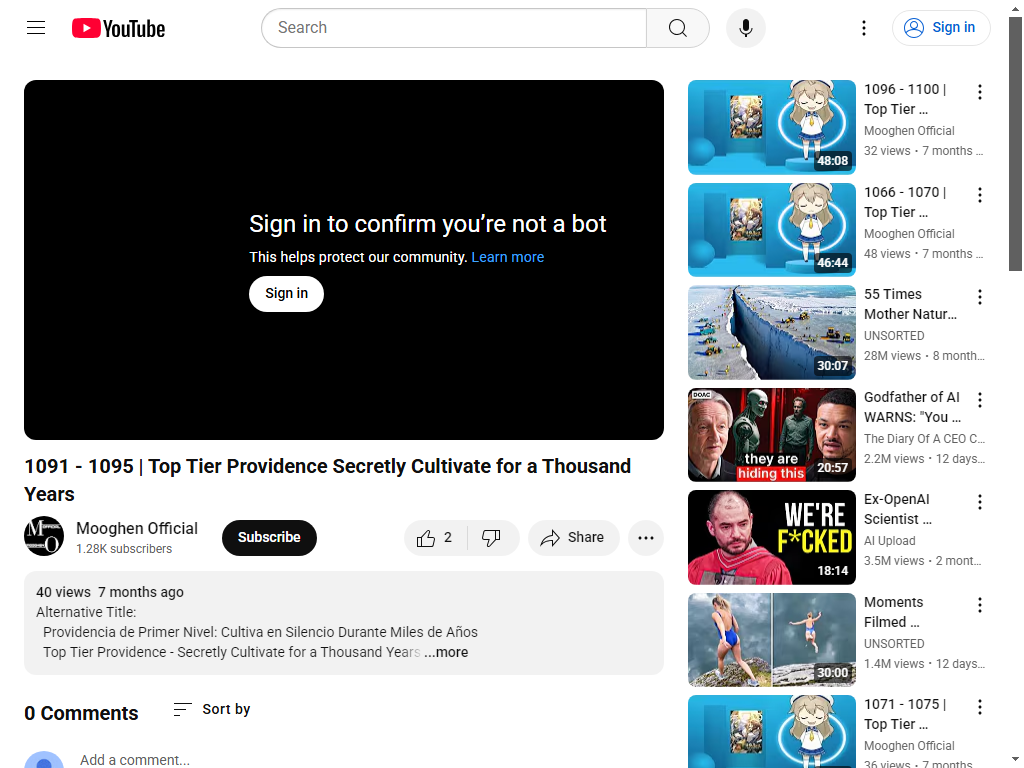 YouTube
Search
Sign in
Sign in to confirm you’re not a bot
This helps protect our community. Learn more
Sign in
1091 - 1095 | Top Tier Providence Secretly Cultivate for a Thousand
Years
Mooghen Official
1.28K subscribers
Subscribe
2
Share
40 views 7 months ago
Alternative Title:
Providencia de Primer Nivel: Cultiva en Silencio Durante Miles de Años
Top Tier Providence - Secretly Cultivate for a Thousand Years ...more
0 Comments
Sort by
Add a comment...
48:08
1096 - 1100 |
Top Tier ...
Mooghen Official
32 views • 7 months ...
46:44
1066 - 1070 |
Top Tier ...
Mooghen Official
48 views • 7 months ...
30:07
55 Times
Mother Natur...
UNSORTED
28M views • 8 month...
DOAC
they are
hiding this
20:57
Godfather of AI
WARNS: "You ...
The Diary Of A CEO C...
2.2M views • 12 days...
WE'RE
F*CKED
18:14
Ex-OpenAI
Scientist ...
AI Upload
3.5M views • 2 mont...
30:00
Moments
Filmed ...
UNSORTED
1.4M views • 12 days...
1071 - 1075 |
Top Tier ...
Mooghen Official
36 views • 7 months ...